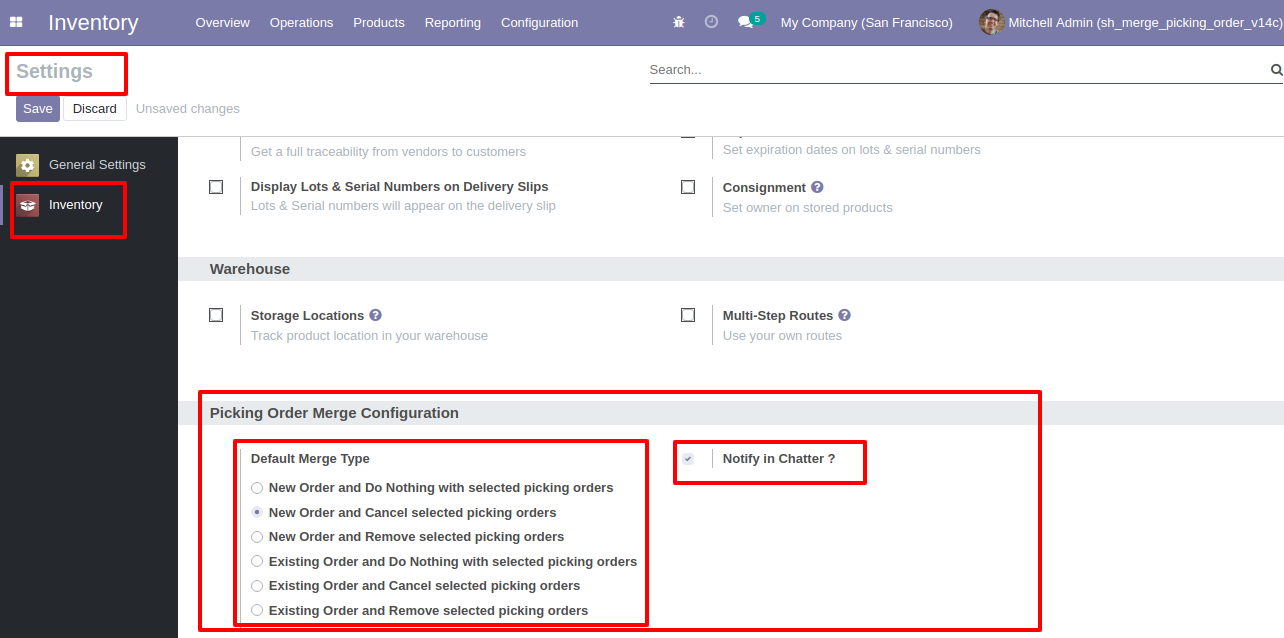 Inventory Overview Operations Products Reporting Configuration 5 My Company (San Francisco) Mitchell Admin (sh_merge_picking_order_v14c)
Settings Search...
Save Discard Unsaved changes
General Settings
Inventory
Get a full traceability from vendors to customers
Set expiration dates on lots & serial numbers
Display Lots & Serial Numbers on Delivery Slips
Lots & Serial numbers will appear on the delivery slip
Consignment ?
Set owner on stored products
Warehouse
Storage Locations ?
Track product location in your warehouse
Multi-Step Routes ?
Use your own routes
Picking Order Merge Configuration
Default Merge Type
New Order and Do Nothing with selected picking orders
New Order and Cancel selected picking orders
New Order and Remove selected picking orders
Existing Order and Do Nothing with selected picking orders
Existing Order and Cancel selected picking orders
Existing Order and Remove selected picking orders
Notify in Chatter ?